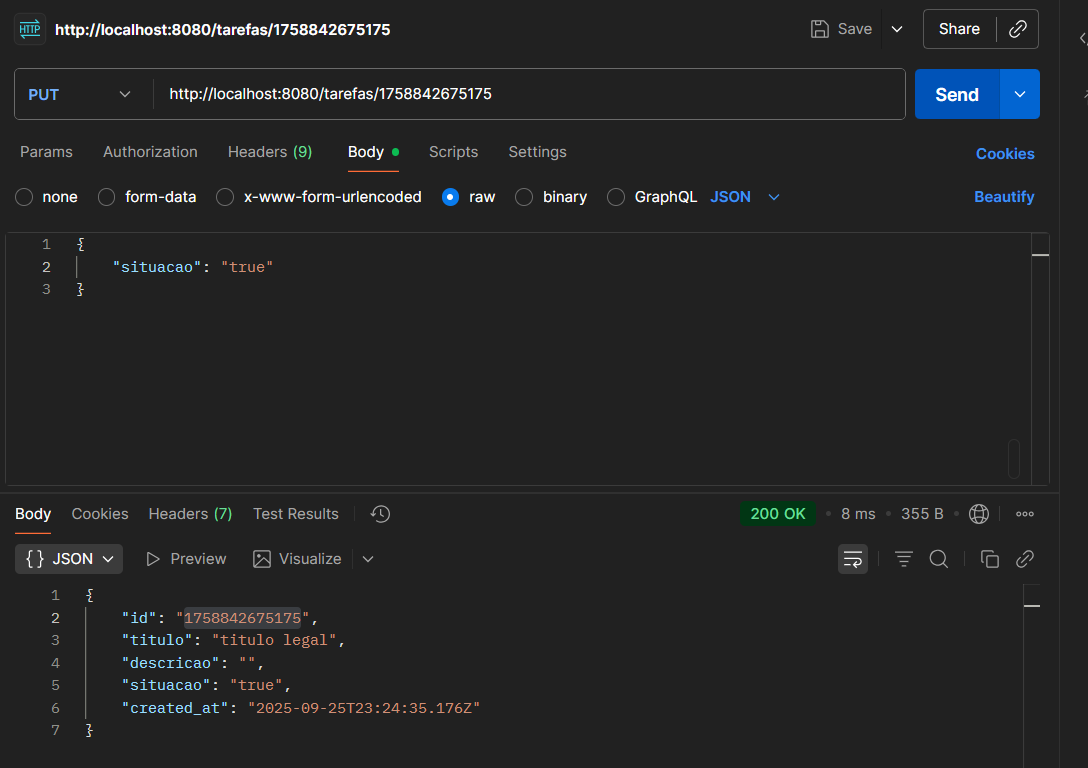 HTTP http://localhost:8080/tarefas/1758842675175 Save Share
PUT http://localhost:8080/tarefas/1758842675175 Send
Params Authorization Headers (9) Body Scripts Settings Cookies
none form-data x-www-form-urlencoded raw binary GraphQL JSON Beautify
1 {
2 "situacao": "true"
3 }
Body Cookies Headers (7) Test Results 200 OK 8 ms 355 B
{} JSON Preview Visualize
1 {
2 "id": "1758842675175",
3 "titulo": "titulo legal",
4 "descricao": "",
5 "situacao": "true",
6 "created_at": "2025-09-25T23:24:35.176Z"
7 }